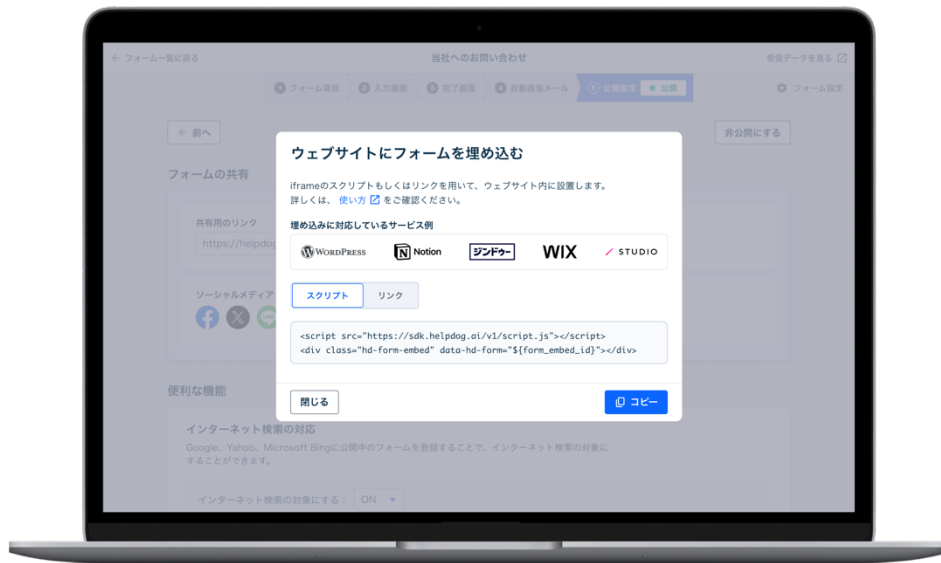 ← フォーム一覧に戻る
当社へのお問い合わせ
受信データを見る
1 フォーム項目
2 入力画面
3 完了画面
4 自動返信メール
5 公開設定
公開
フォーム設定
← 前へ
非公開にする
フォームの共有
共有用のリンク
https://helpdog
ソーシャルメディア
ウェブサイトにフォームを埋め込む
iframeのスクリプトもしくはリンクを用いて、ウェブサイト内に設置します。
詳しくは、 使い方 をご確認ください。
埋め込みに対応しているサービス例
WORDPRESS
Notion
ジンドゥー
WIX
STUDIO
スクリプト
リンク
<script src="https://sdk.helpdog.ai/v1/script.js"></script>
<div class="hd-form-embed" data-hd-form="${form_embed_id}"></div>
閉じる
コピー
便利な機能
インターネット検索の対応
Google、Yahoo、Microsoft Bingに公開中のフォームを登録することで、インターネット検索の対象に
することができます。
インターネット検索の対象にする： ON